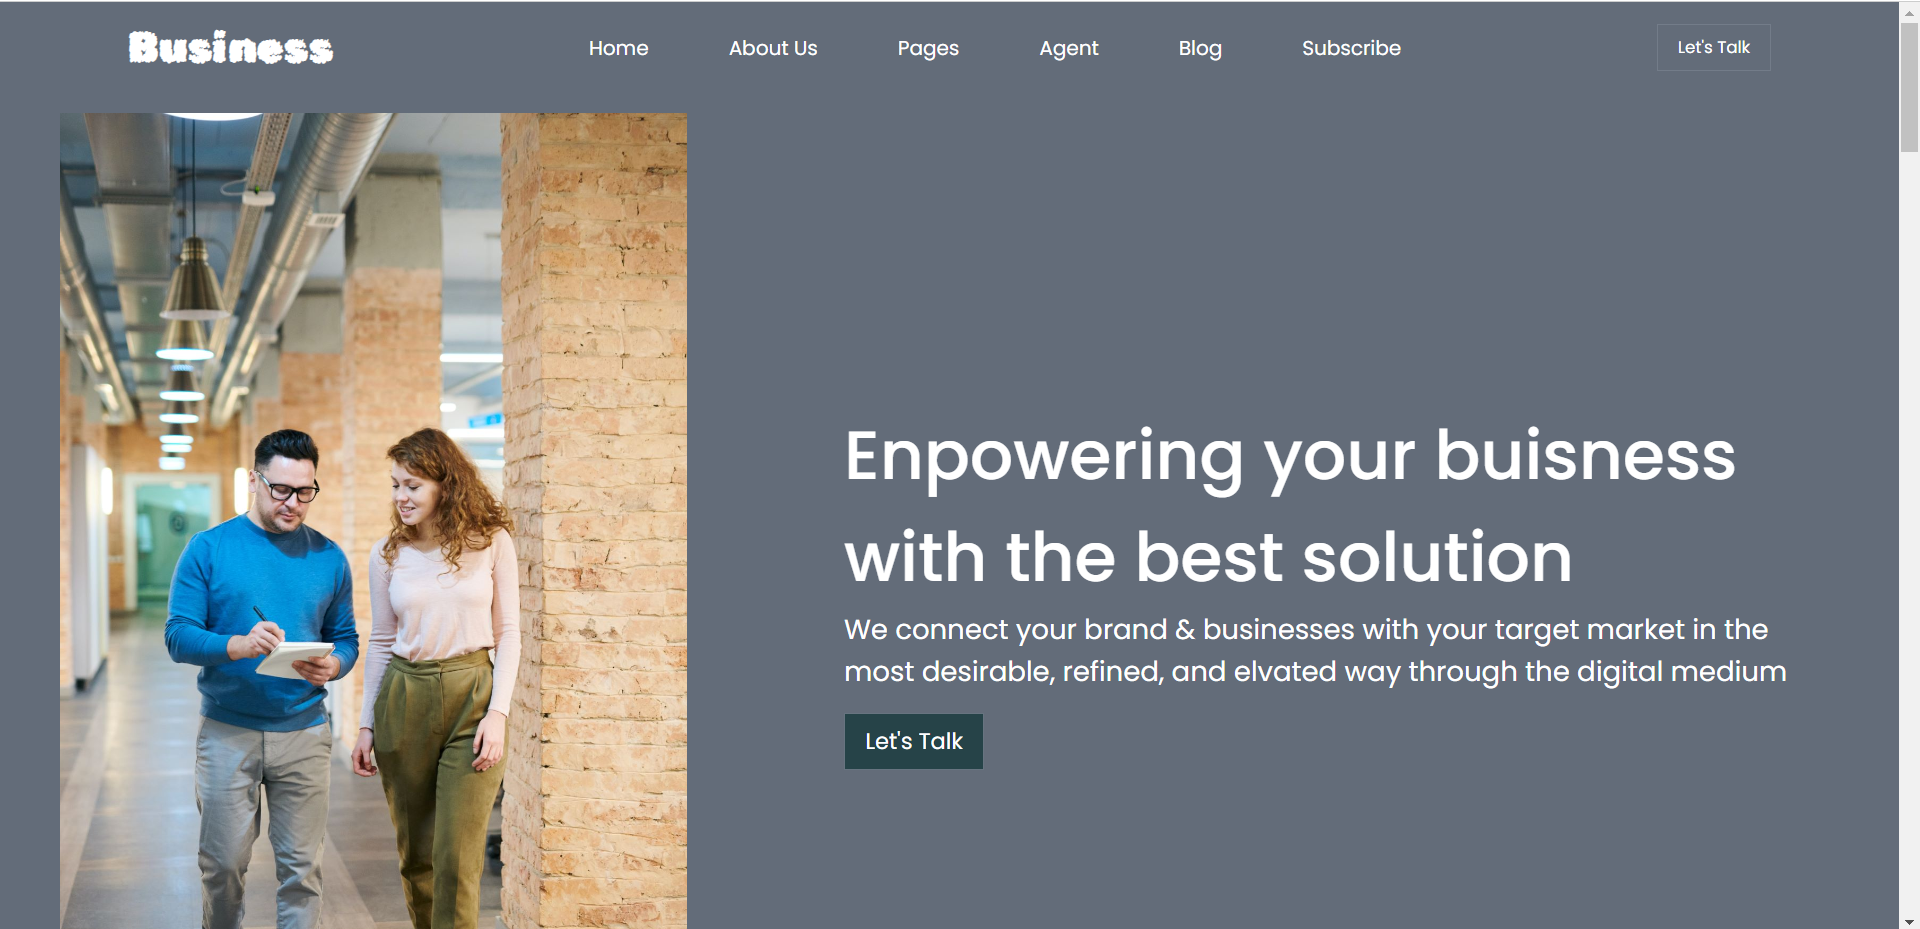 Business
Home About Us Pages Agent Blog Subscribe Let's Talk
Enpowering your buisness
with the best solution
We connect your brand & businesses with your target market in the
most desirable, refined, and elvated way through the digital medium
Let's Talk